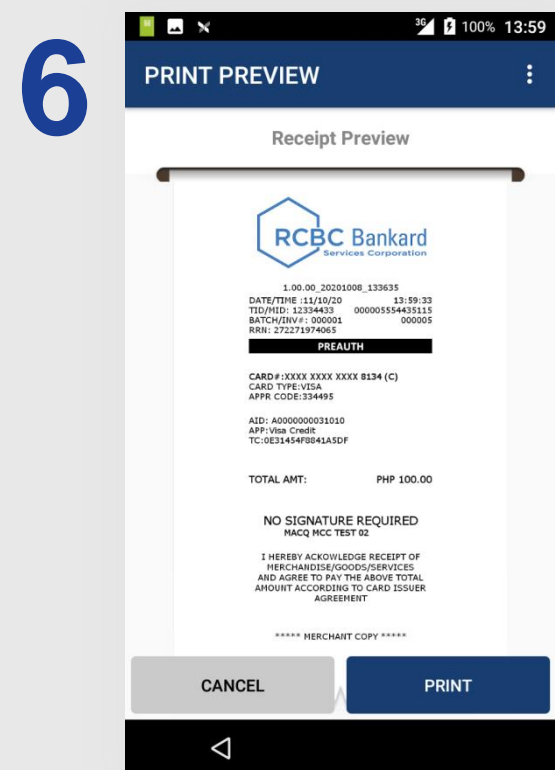 6
3G 100% 13:59
PRINT PREVIEW
Receipt Preview
RCBC Bankard
Services Corporation
1.00.00_20201008_133635
DATE/TIME :11/10/20 13:59:33
TID/MID: 12334433 000005554435115
BATCH/INV#: 000001 000005
RRN: 272271974065
PREAUTH
CARD#:XXXX XXXX XXXX 8134 (C)
CARD TYPE:VISA
APPR CODE:334495
AID: A0000000031010
APP:Visa Credit
TC:0E31454F8841A5DF
TOTAL AMT: PHP 100.00
NO SIGNATURE REQUIRED
MACQ MCC TEST 02
I HEREBY ACKOWLEDGE RECEIPT OF
MERCHANDISE/GOODS/SERVICES
AND AGREE TO PAY THE ABOVE TOTAL
AMOUNT ACCORDING TO CARD ISSUER
AGREEMENT
***** MERCHANT COPY *****
CANCEL PRINT